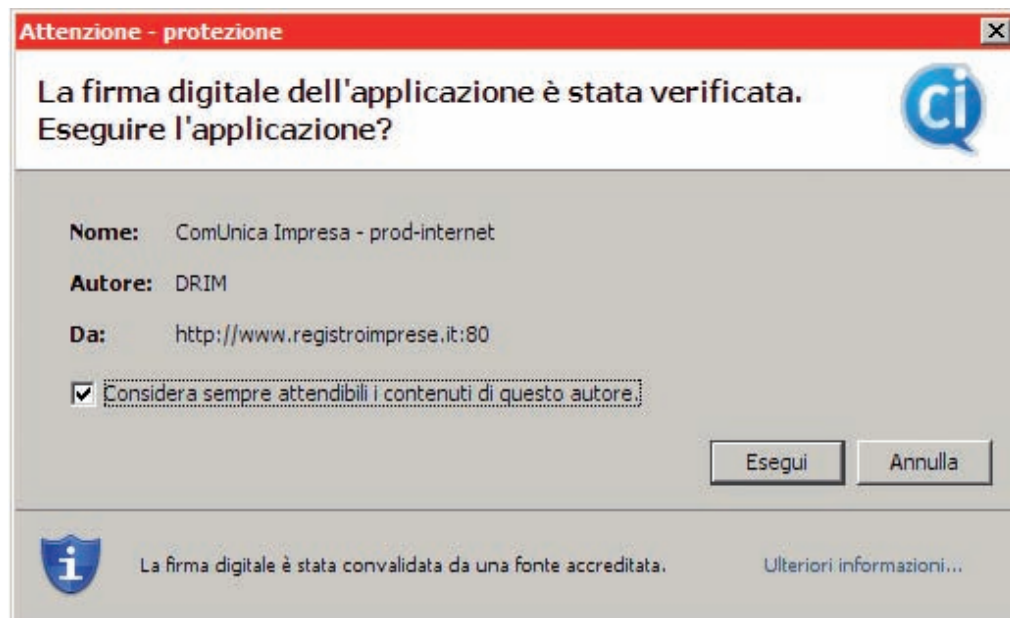 Attenzione - protezione
La firma digitale dell'applicazione è stata verificata.
Eseguire l'applicazione?
Ci
Nome: ComUnica Impresa - prod-internet
Autore: DRIM
Da: http://www.registroimprese.it:80
Considera sempre attendibili i contenuti di questo autore.
Esegui Annulla
La firma digitale è stata convalidata da una fonte accreditata. Ulteriori informazioni...